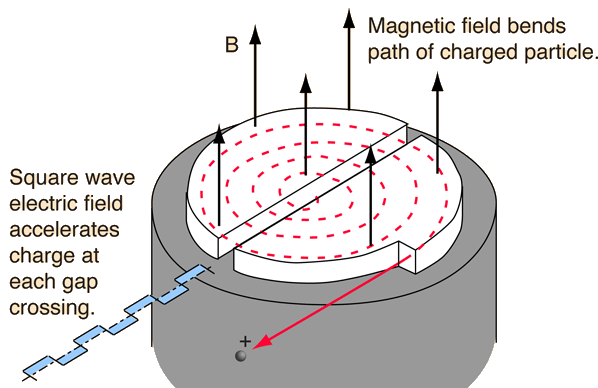 B
Magnetic field bends
path of charged particle.
Square wave
electric field
accelerates
charge at
each gap
crossing.
+